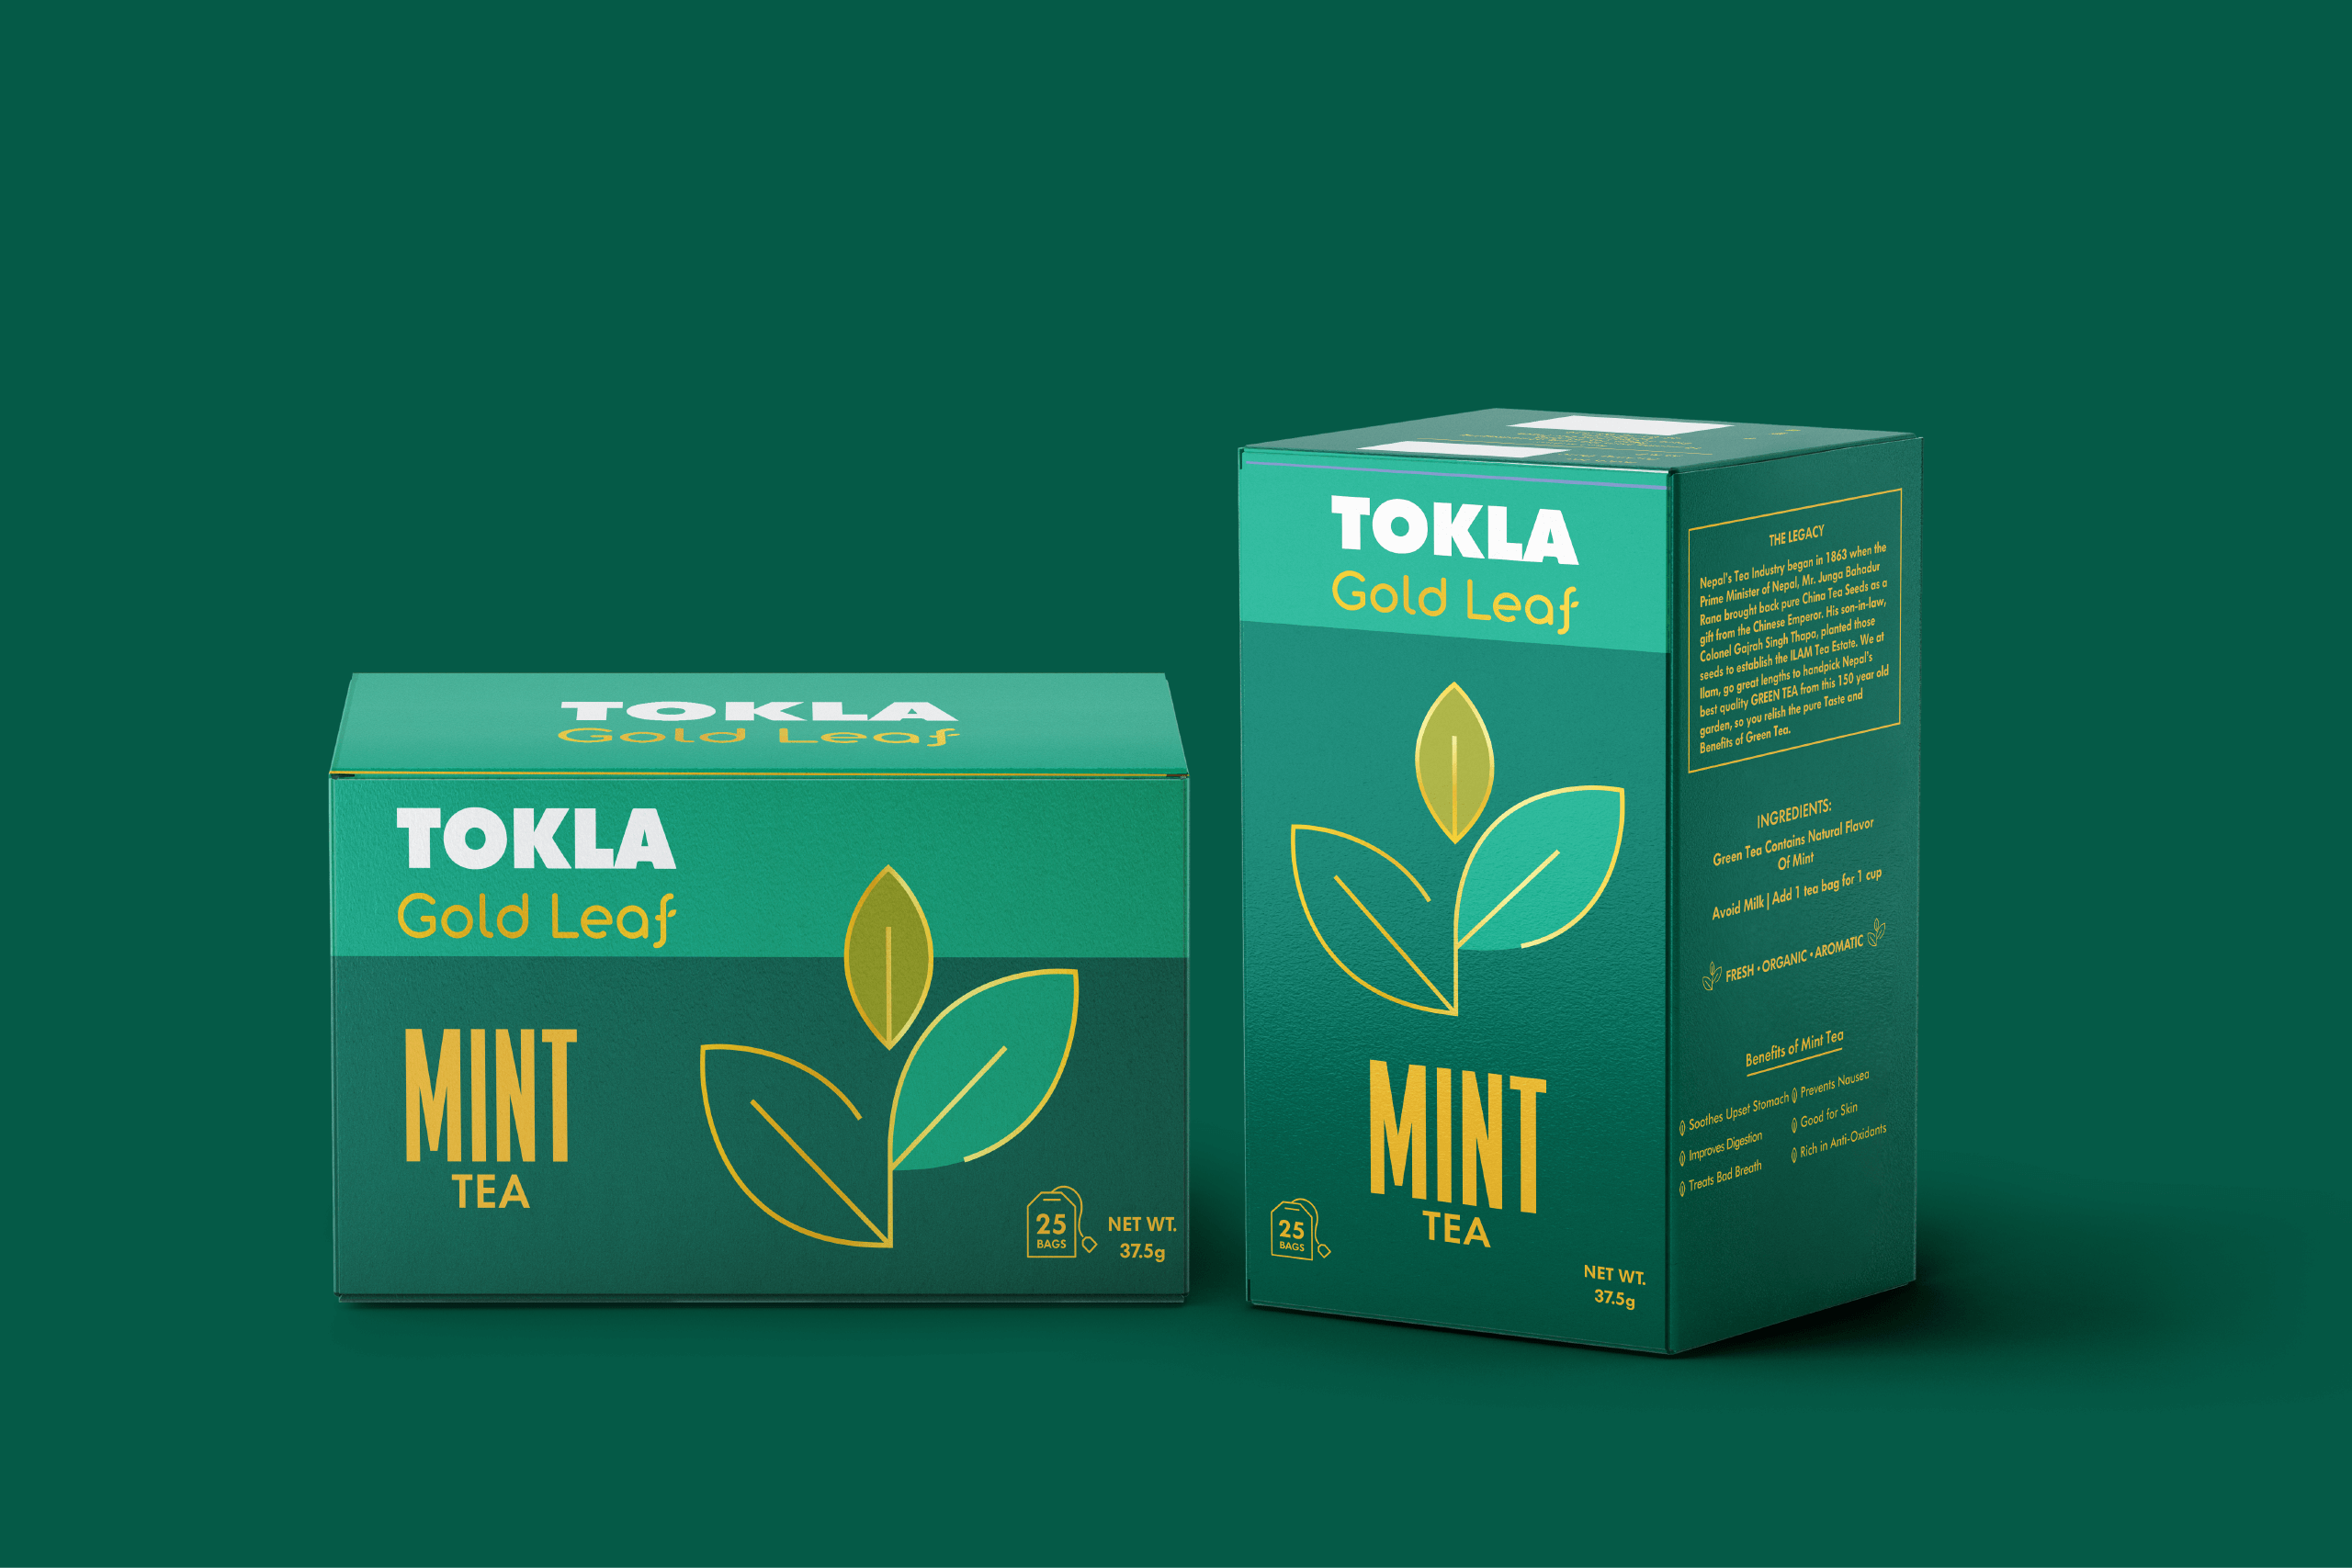 TOKLA
Gold Leaf
TOKLA
Gold Leaf
MINT
TEA
25
BAGS
NET WT.
37.5g
TOKLA
Gold Leaf
MINT
TEA
25
BAGS
NET WT.
37.5g
THE LEGACY
Nepal's Tea Industry began in 1863 when the
Prime Minister of Nepal, Mr. Junga Bahadur
Rana brought back pure China Tea Seeds as a
gift from the Chinese Emperor. His son-in-law,
Colonel Gajrah Singh Thapa, planted those
seeds to establish the ILAM Tea Estate. We at
Ilam, go great lengths to handpick Nepal's
best quality GREEN TEA from this 150 year old
garden, so you relish the pure Taste and
Benefits of Green Tea.
INGREDIENTS:
Green Tea Contains Natural Flavor
Of Mint
Avoid Milk | Add 1 tea bag for 1 cup
FRESH • ORGANIC • AROMATIC
Benefits of Mint Tea
Soothes Upset Stomach
Improves Digestion
Treats Bad Breath
Prevents Nausea
Good for Skin
Rich in Anti-Oxidants